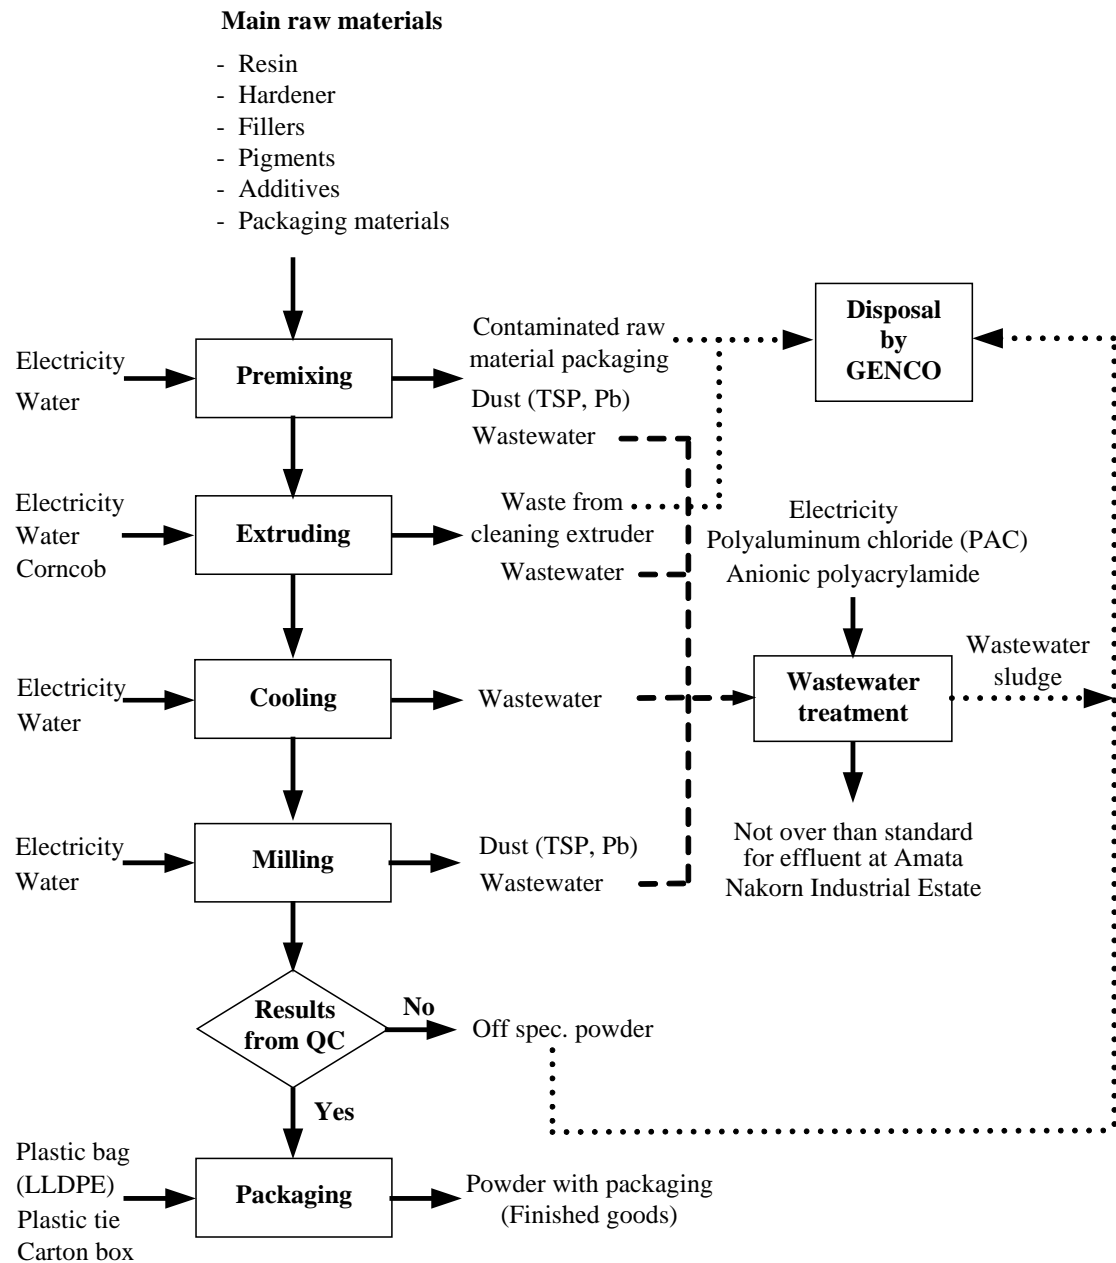 Main raw materials
- Resin
- Hardener
- Fillers
- Pigments
- Additives
- Packaging materials
Electricity
Water
Premixing
Contaminated raw
material packaging
Dust (TSP, Pb)
Wastewater
Disposal
by
GENCO
Electricity
Water
Corncob
Extruding
Waste from
cleaning extruder
Wastewater
Electricity
Polyaluminum chloride (PAC)
Anionic polyacrylamide
Electricity
Water
Cooling
Wastewater
Wastewater
treatment
Wastewater
sludge
Electricity
Water
Milling
Dust (TSP, Pb)
Wastewater
Not over than standard
for effluent at Amata
Nakorn Industrial Estate
Results
from QC
No
Off spec. powder
Yes
Plastic bag
(LLDPE)
Plastic tie
Carton box
Packaging
Powder with packaging
(Finished goods)